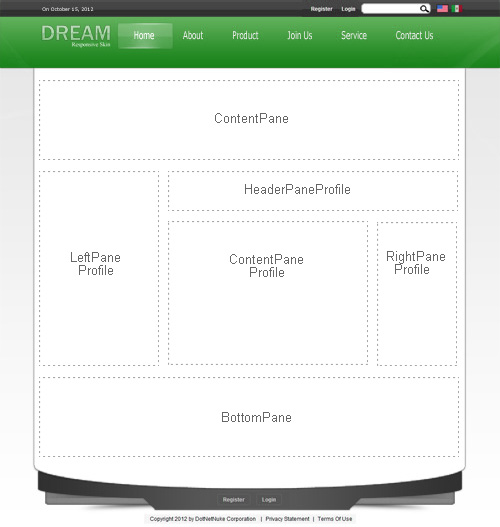 On October 15, 2012 Register Login
DREAM
Responsive Skin
Home About Product Join Us Service Contact Us
ContentPane
HeaderPaneProfile
LeftPane
Profile
ContentPane
Profile
RightPane
Profile
BottomPane
Register Login
Copyright 2012 by DotNetNuke Corporation | Privacy Statement | Terms Of Use